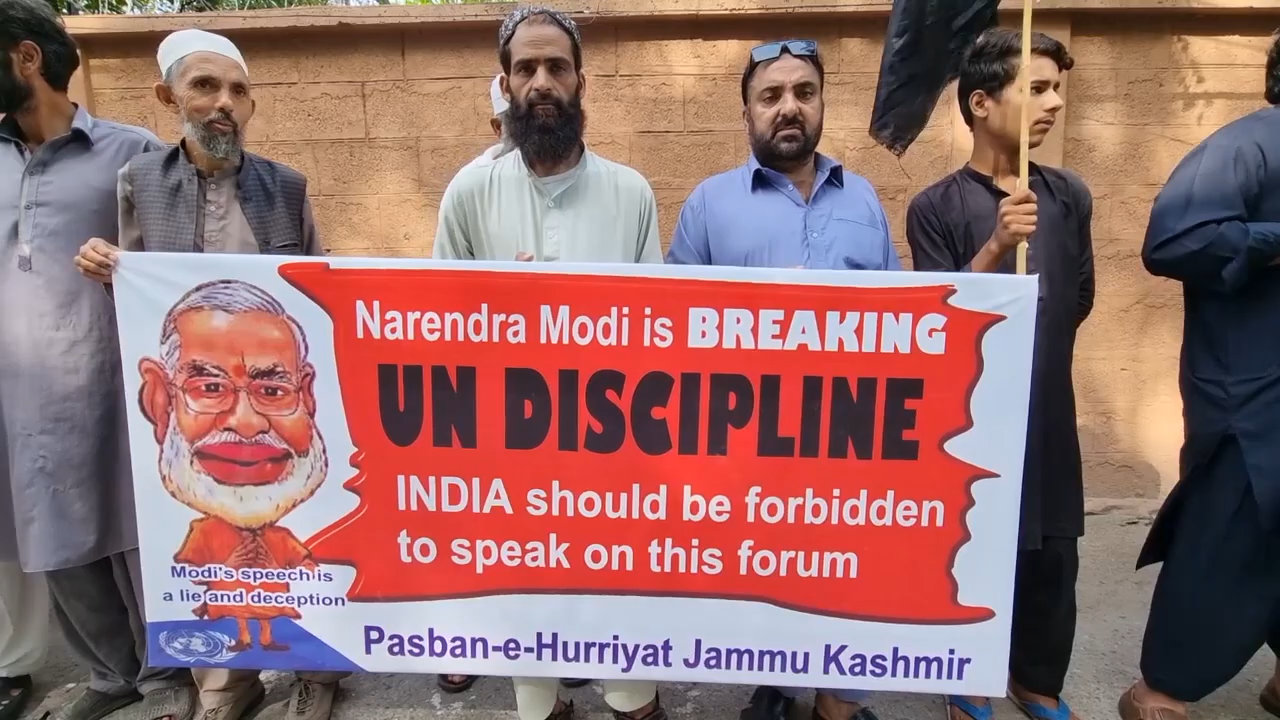 Narendra Modi is BREAKING
UN DISCIPLINE
INDIA should be forbidden
to speak on this forum
Modi's speech is
a lie and deception
Pasban-e-Hurriyat Jammu Kashmir